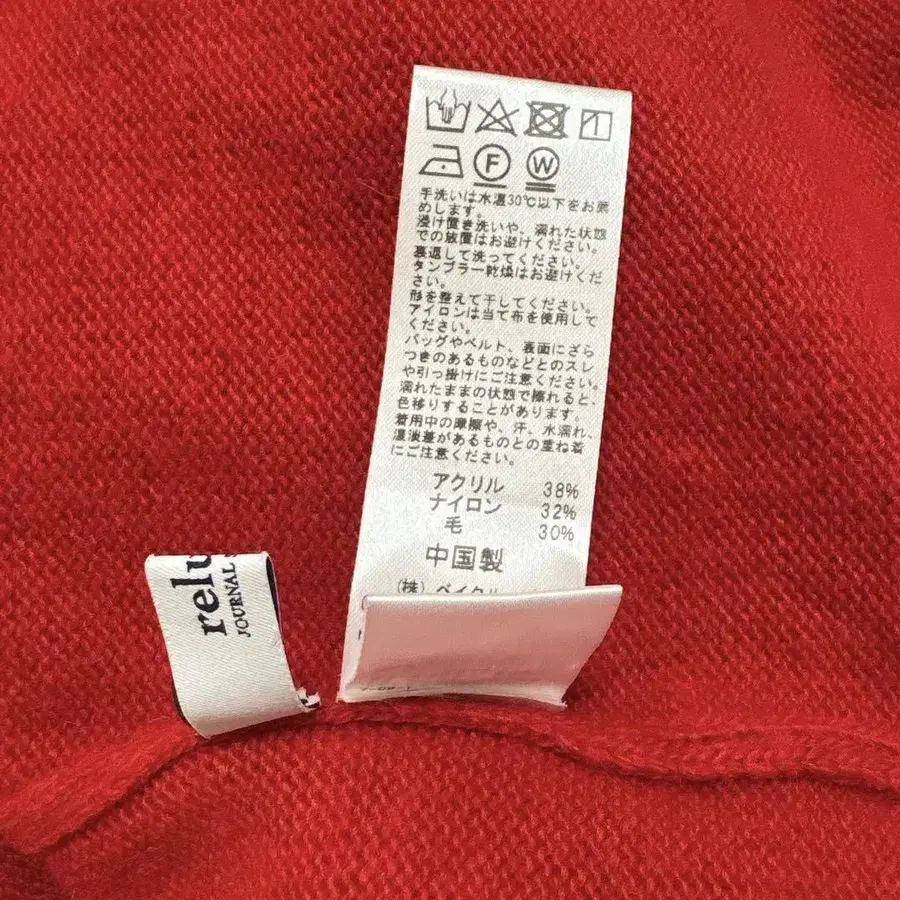 F W
手洗いは水温30℃以下をお薦
めします。
浸け置き洗いや、濡れた状態
での放置はお避けください。
裏返して洗ってください。
タンブラー乾燥はお避けくだ
さい。
形を整えて干してください。
アイロンは当て布を使用して
ください。
バッグやベルト、表面にざら
つきのあるものなどとのスレ
や引っ掛けにご注意ください。
濡れたままの状態で擦れると、
色移りすることがあります。
着用中の摩擦や、汗、水濡れ、
濃淡差があるものとの重ね着
にご注意ください。
アクリル 38%
ナイロン 32%
毛 30%
中国製
(株) ベイクル
relu
JOURNAL